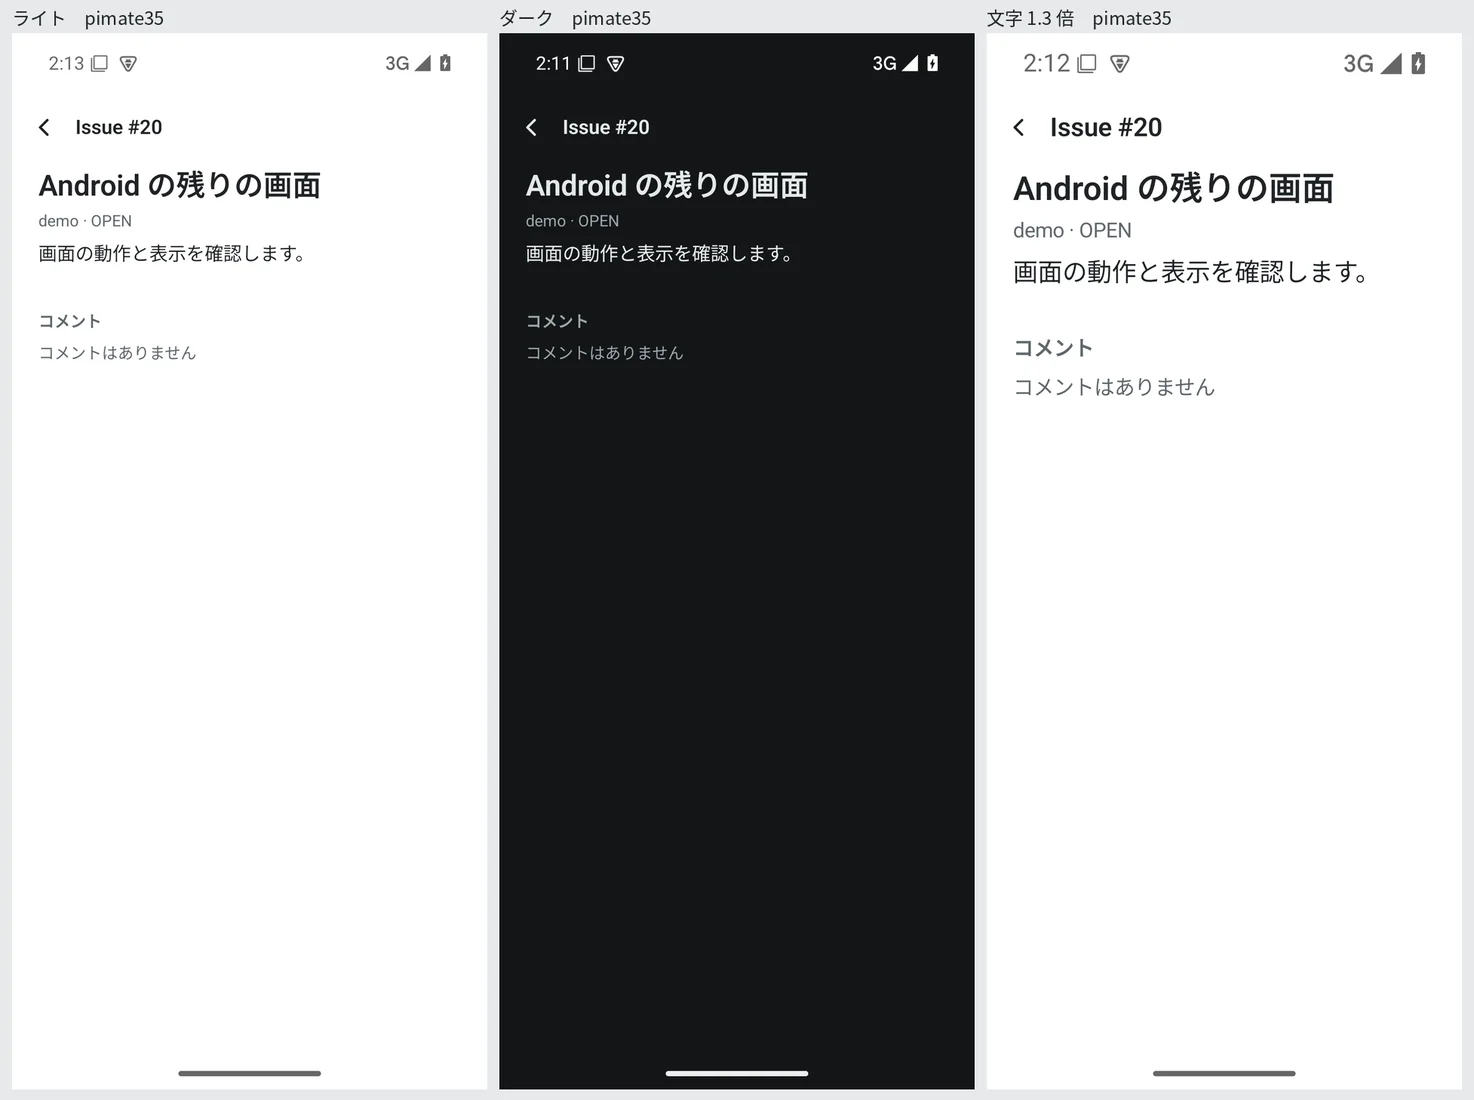 ライト pimate35
2:13 3G
Issue #20
Android の残りの画面
demo · OPEN
画面の動作と表示を確認します。
コメント
コメントはありません
ダーク pimate35
2:11 3G
Issue #20
Android の残りの画面
demo · OPEN
画面の動作と表示を確認します。
コメント
コメントはありません
文字 1.3 倍 pimate35
2:12 3G
Issue #20
Android の残りの画面
demo · OPEN
画面の動作と表示を確認します。
コメント
コメントはありません